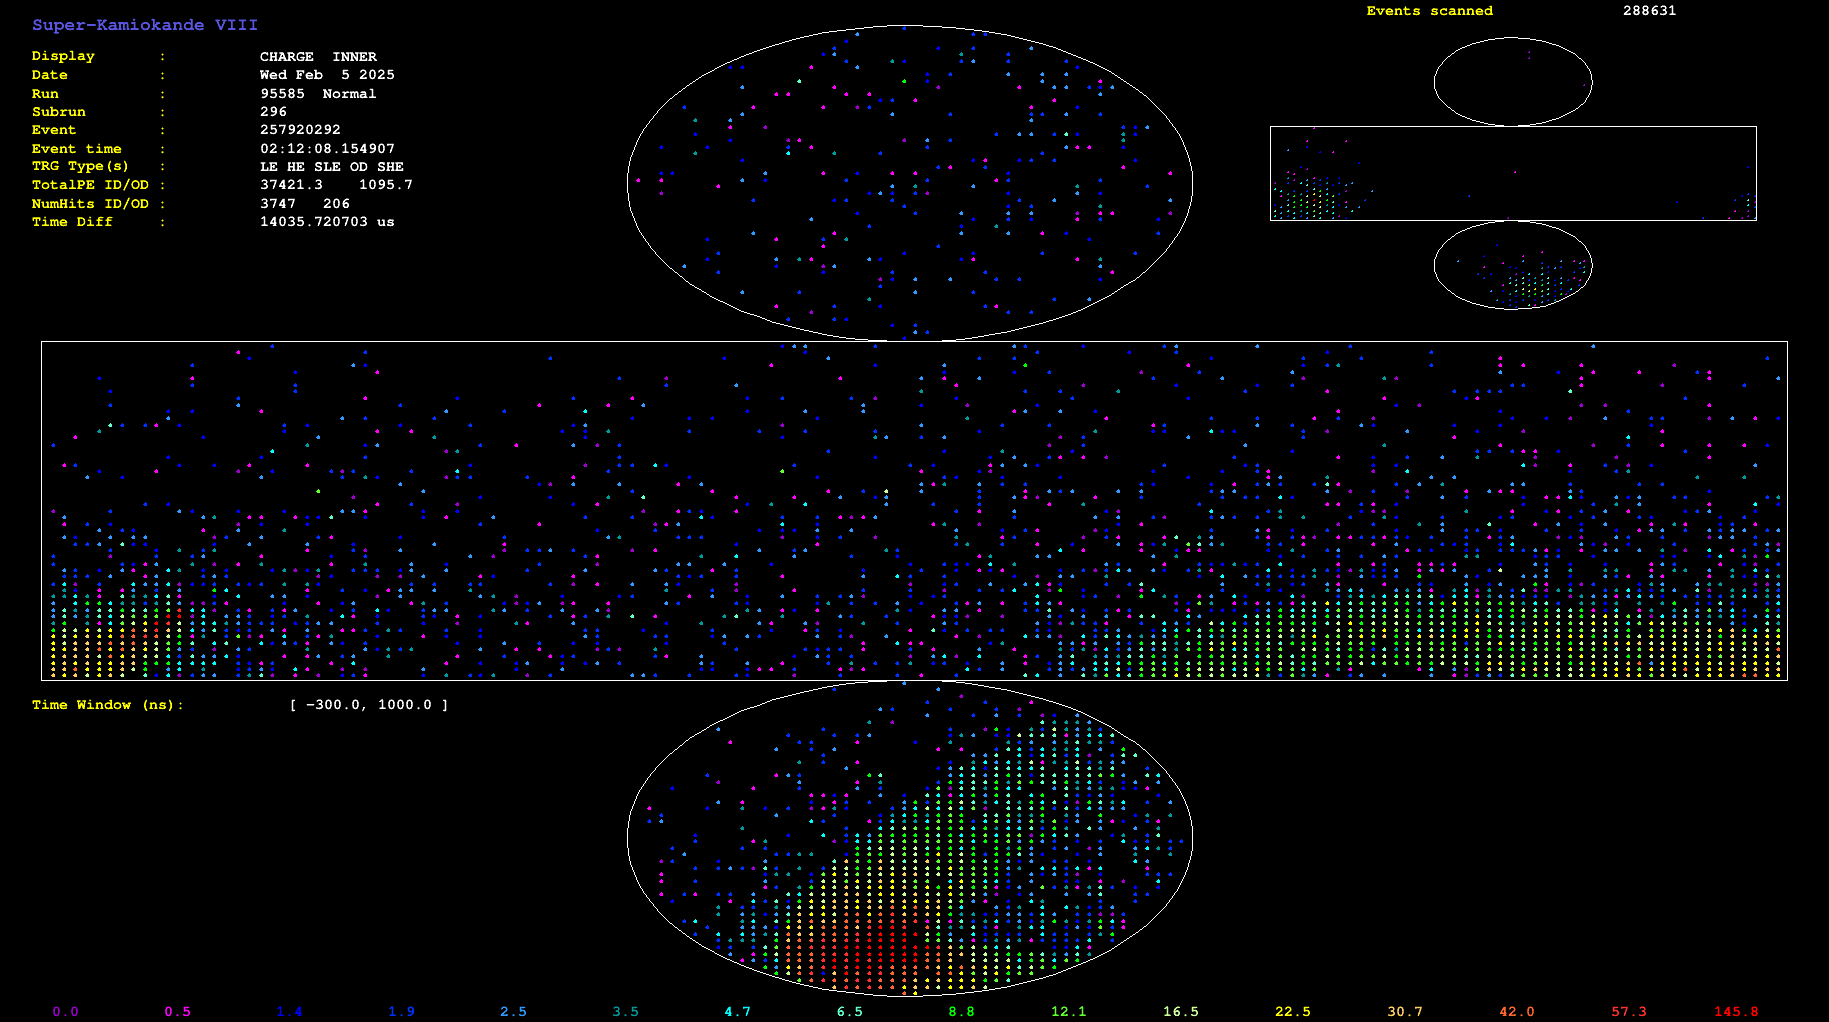 Super-Kamiokande VIII
Events scanned 288631
Display : CHARGE INNER
Date : Wed Feb 5 2025
Run : 95585 Normal
Subrun : 296
Event : 257920292
Event time : 02:12:08.154907
TRG Type(s) : LE HE SLE OD SHE
TotalPE ID/OD : 37421.3 1095.7
NumHits ID/OD : 3747 206
Time Diff : 14035.720703 us
Time Window (ns): [ -300.0, 1000.0 ]
0.0 0.5 1.4 1.9 2.5 3.5 4.7 6.5 8.8 12.1 16.5 22.5 30.7 42.0 57.3 145.8